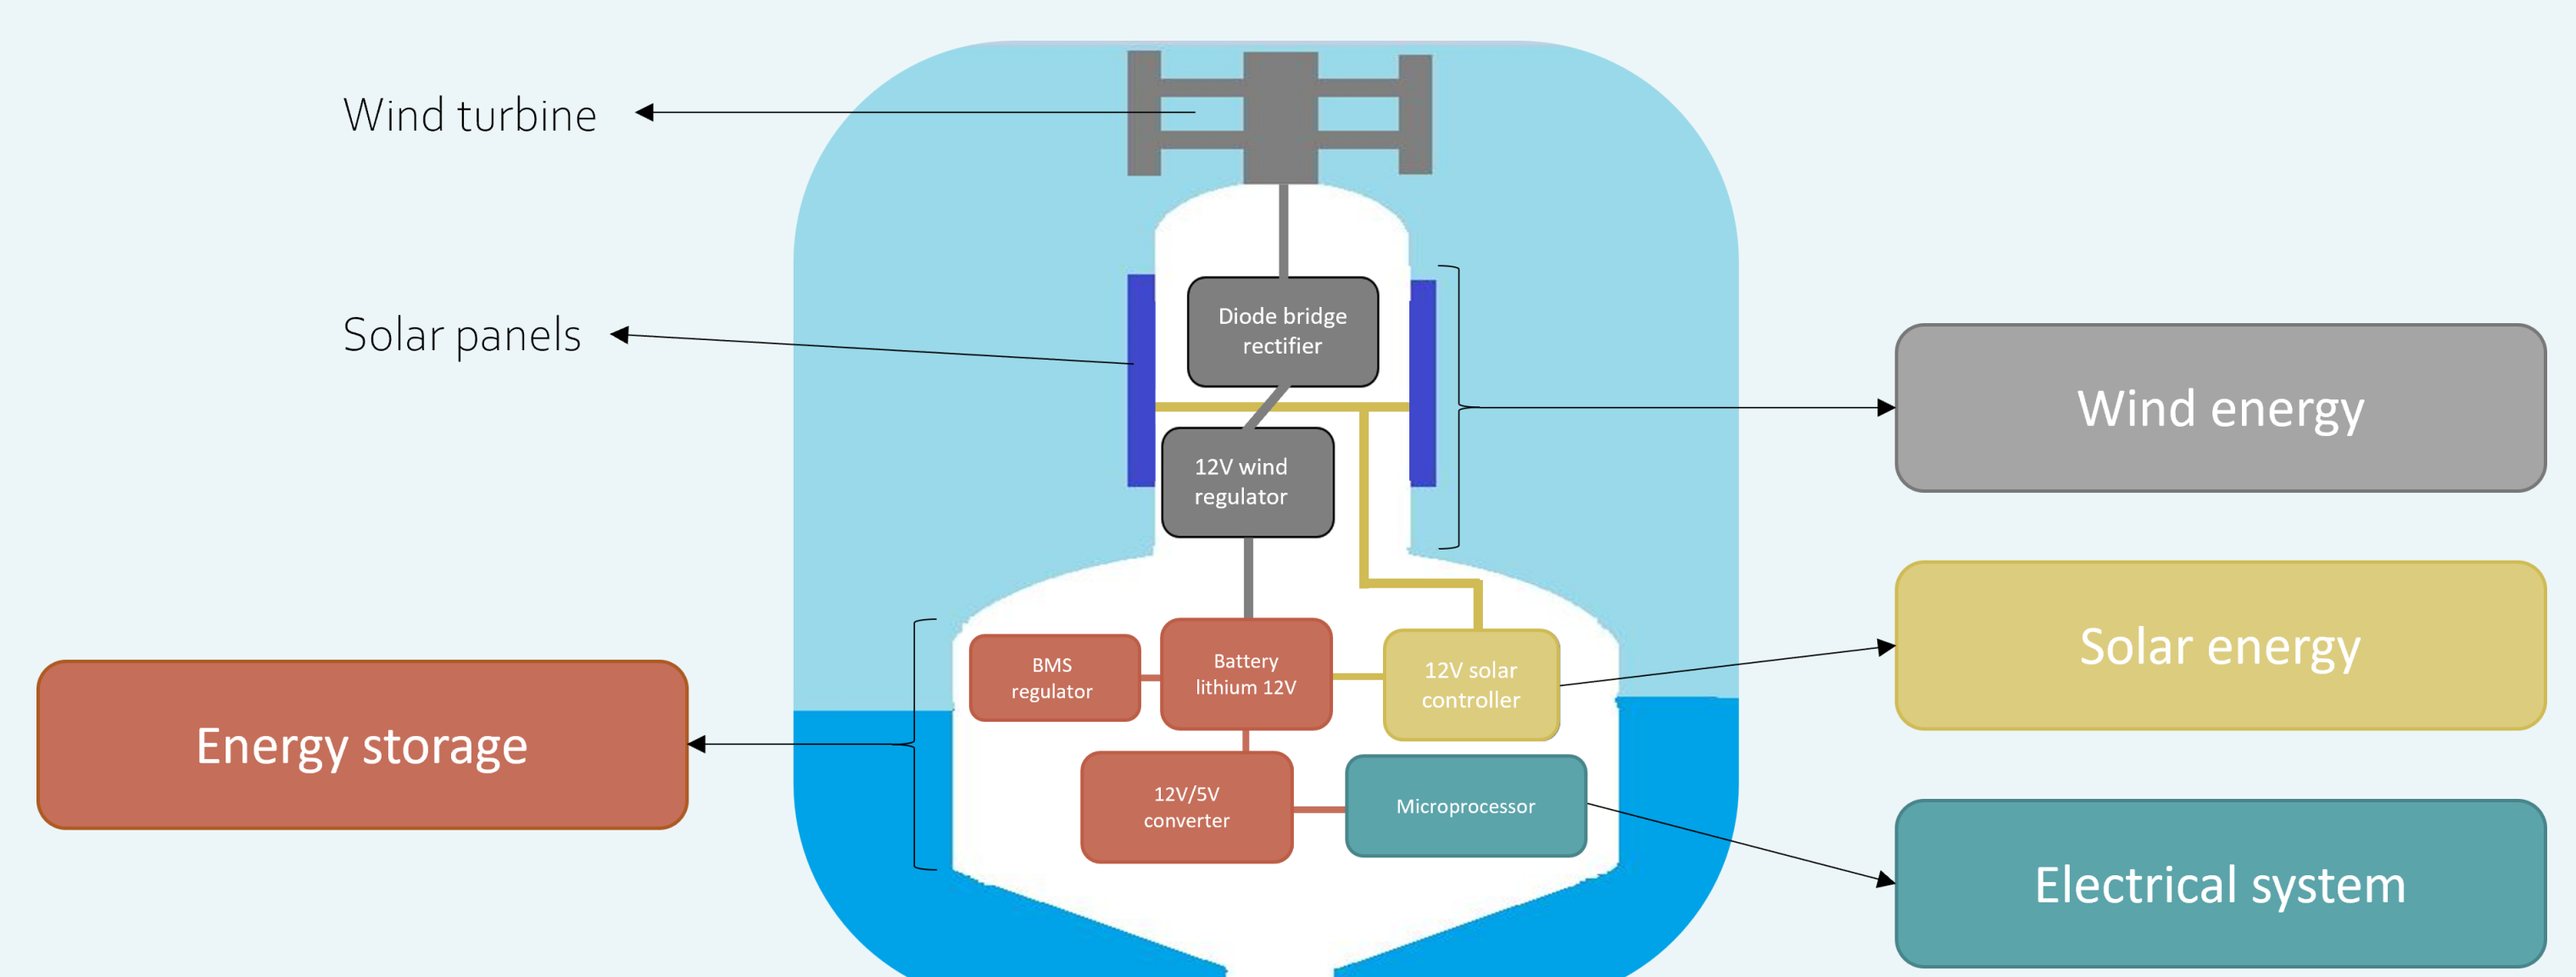 Wind turbine
Solar panels
Diode bridge
rectifier
12V wind
regulator
Wind energy
Solar energy
BMS
regulator
Battery
lithium 12V
12V solar
controller
Energy storage
12V/5V
converter
Microprocessor
Electrical system